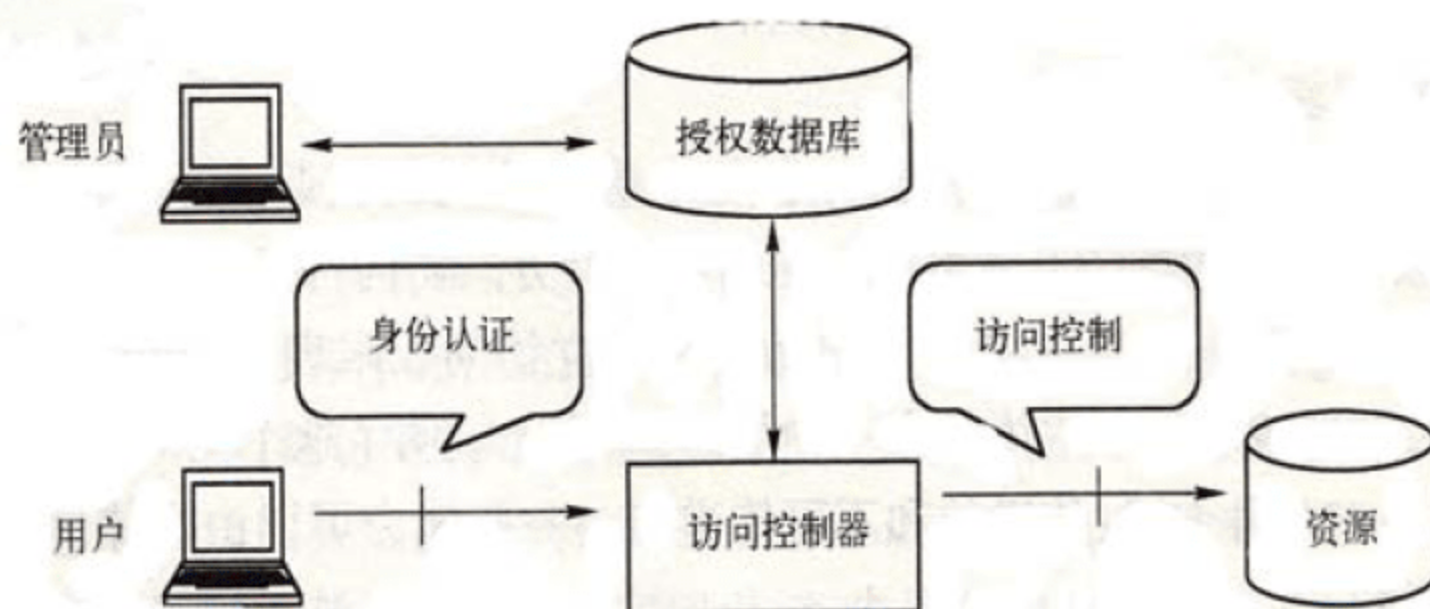 管理员
授权数据库
身份认证
访问控制
用户
访问控制器
资源